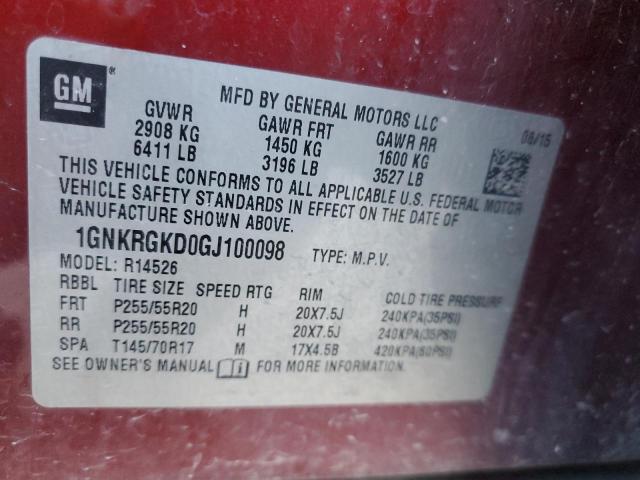 GM®
MFD BY GENERAL MOTORS LLC
08/15
GVWR GAWR FRT GAWR RR
2908 KG 1450 KG 1600 KG
6411 LB 3196 LB 3527 LB
THIS VEHICLE CONFORMS TO ALL APPLICABLE U.S. FEDERAL MOTOR
VEHICLE SAFETY STANDARDS IN EFFECT ON THE DATE OF
MANUFACTURE SHOWN ABOVE.
1GNKRGKD0GJ100098 TYPE: M.P.V.
MODEL: R14526
RBBL TIRE SIZE SPEED RTG RIM COLD TIRE PRESSURE
FRT P255/55R20 H 20X7.5J 240KPA(35PSI)
RR P255/55R20 H 20X7.5J 240KPA(35PSI)
SPA T145/70R17 M 17X4.5B 420KPA(60PSI)
SEE OWNER'S MANUAL FOR MORE INFORMATION.